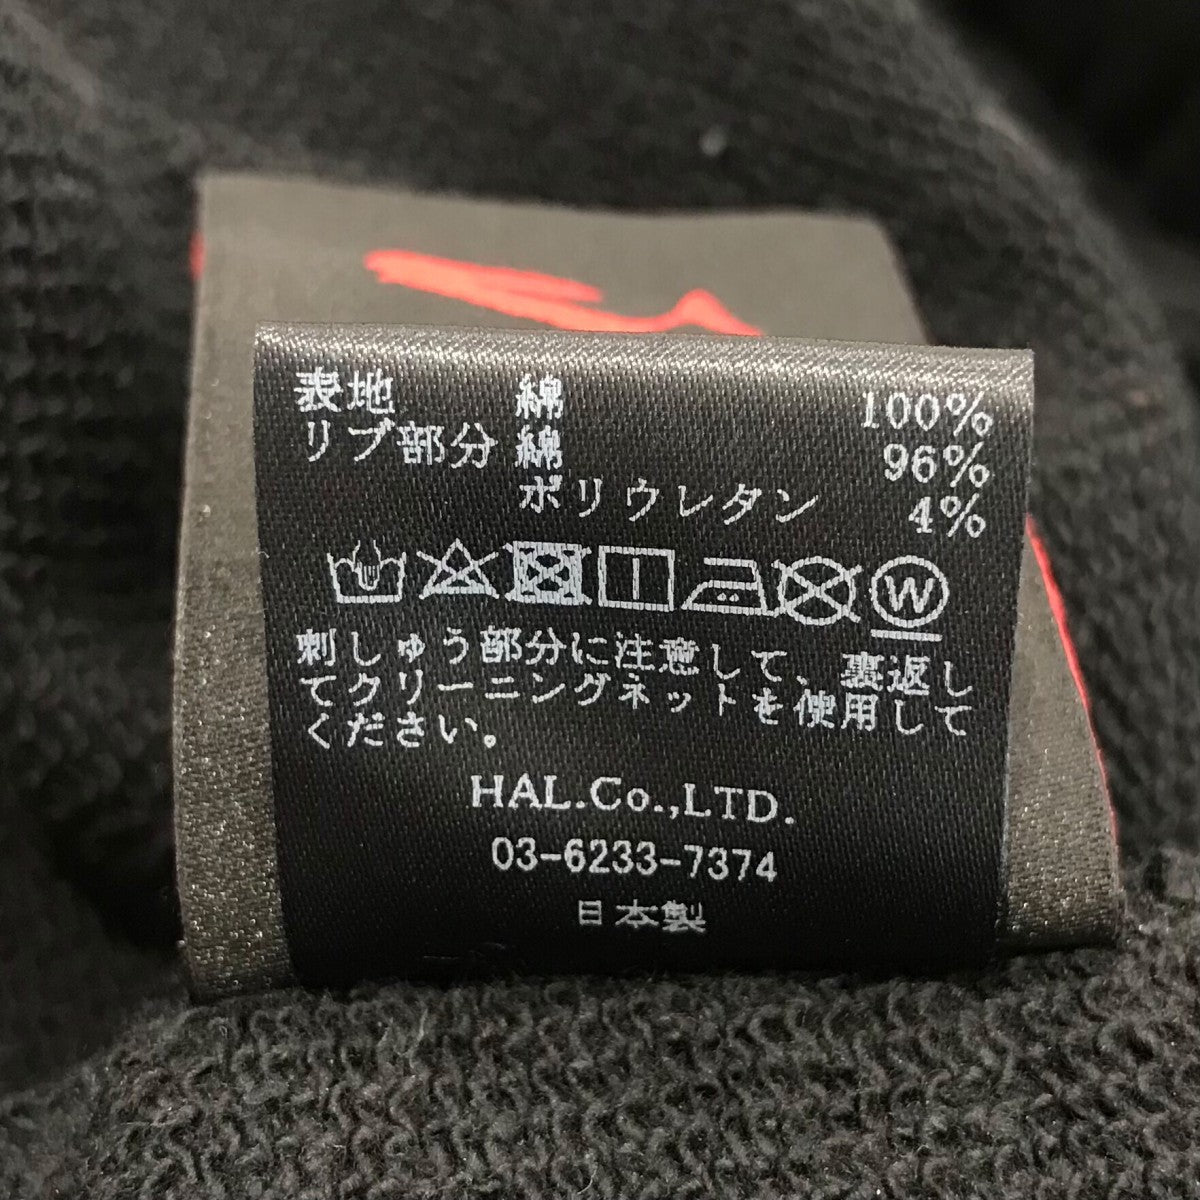 表地 綿 100%
リブ部分 綿 96%
ポリウレタン 4%
W
刺しゅう部分に注意して、裏返し
てクリーニングネットを使用して
ください。
HAL.Co.,LTD.
03-6233-7374
日本製